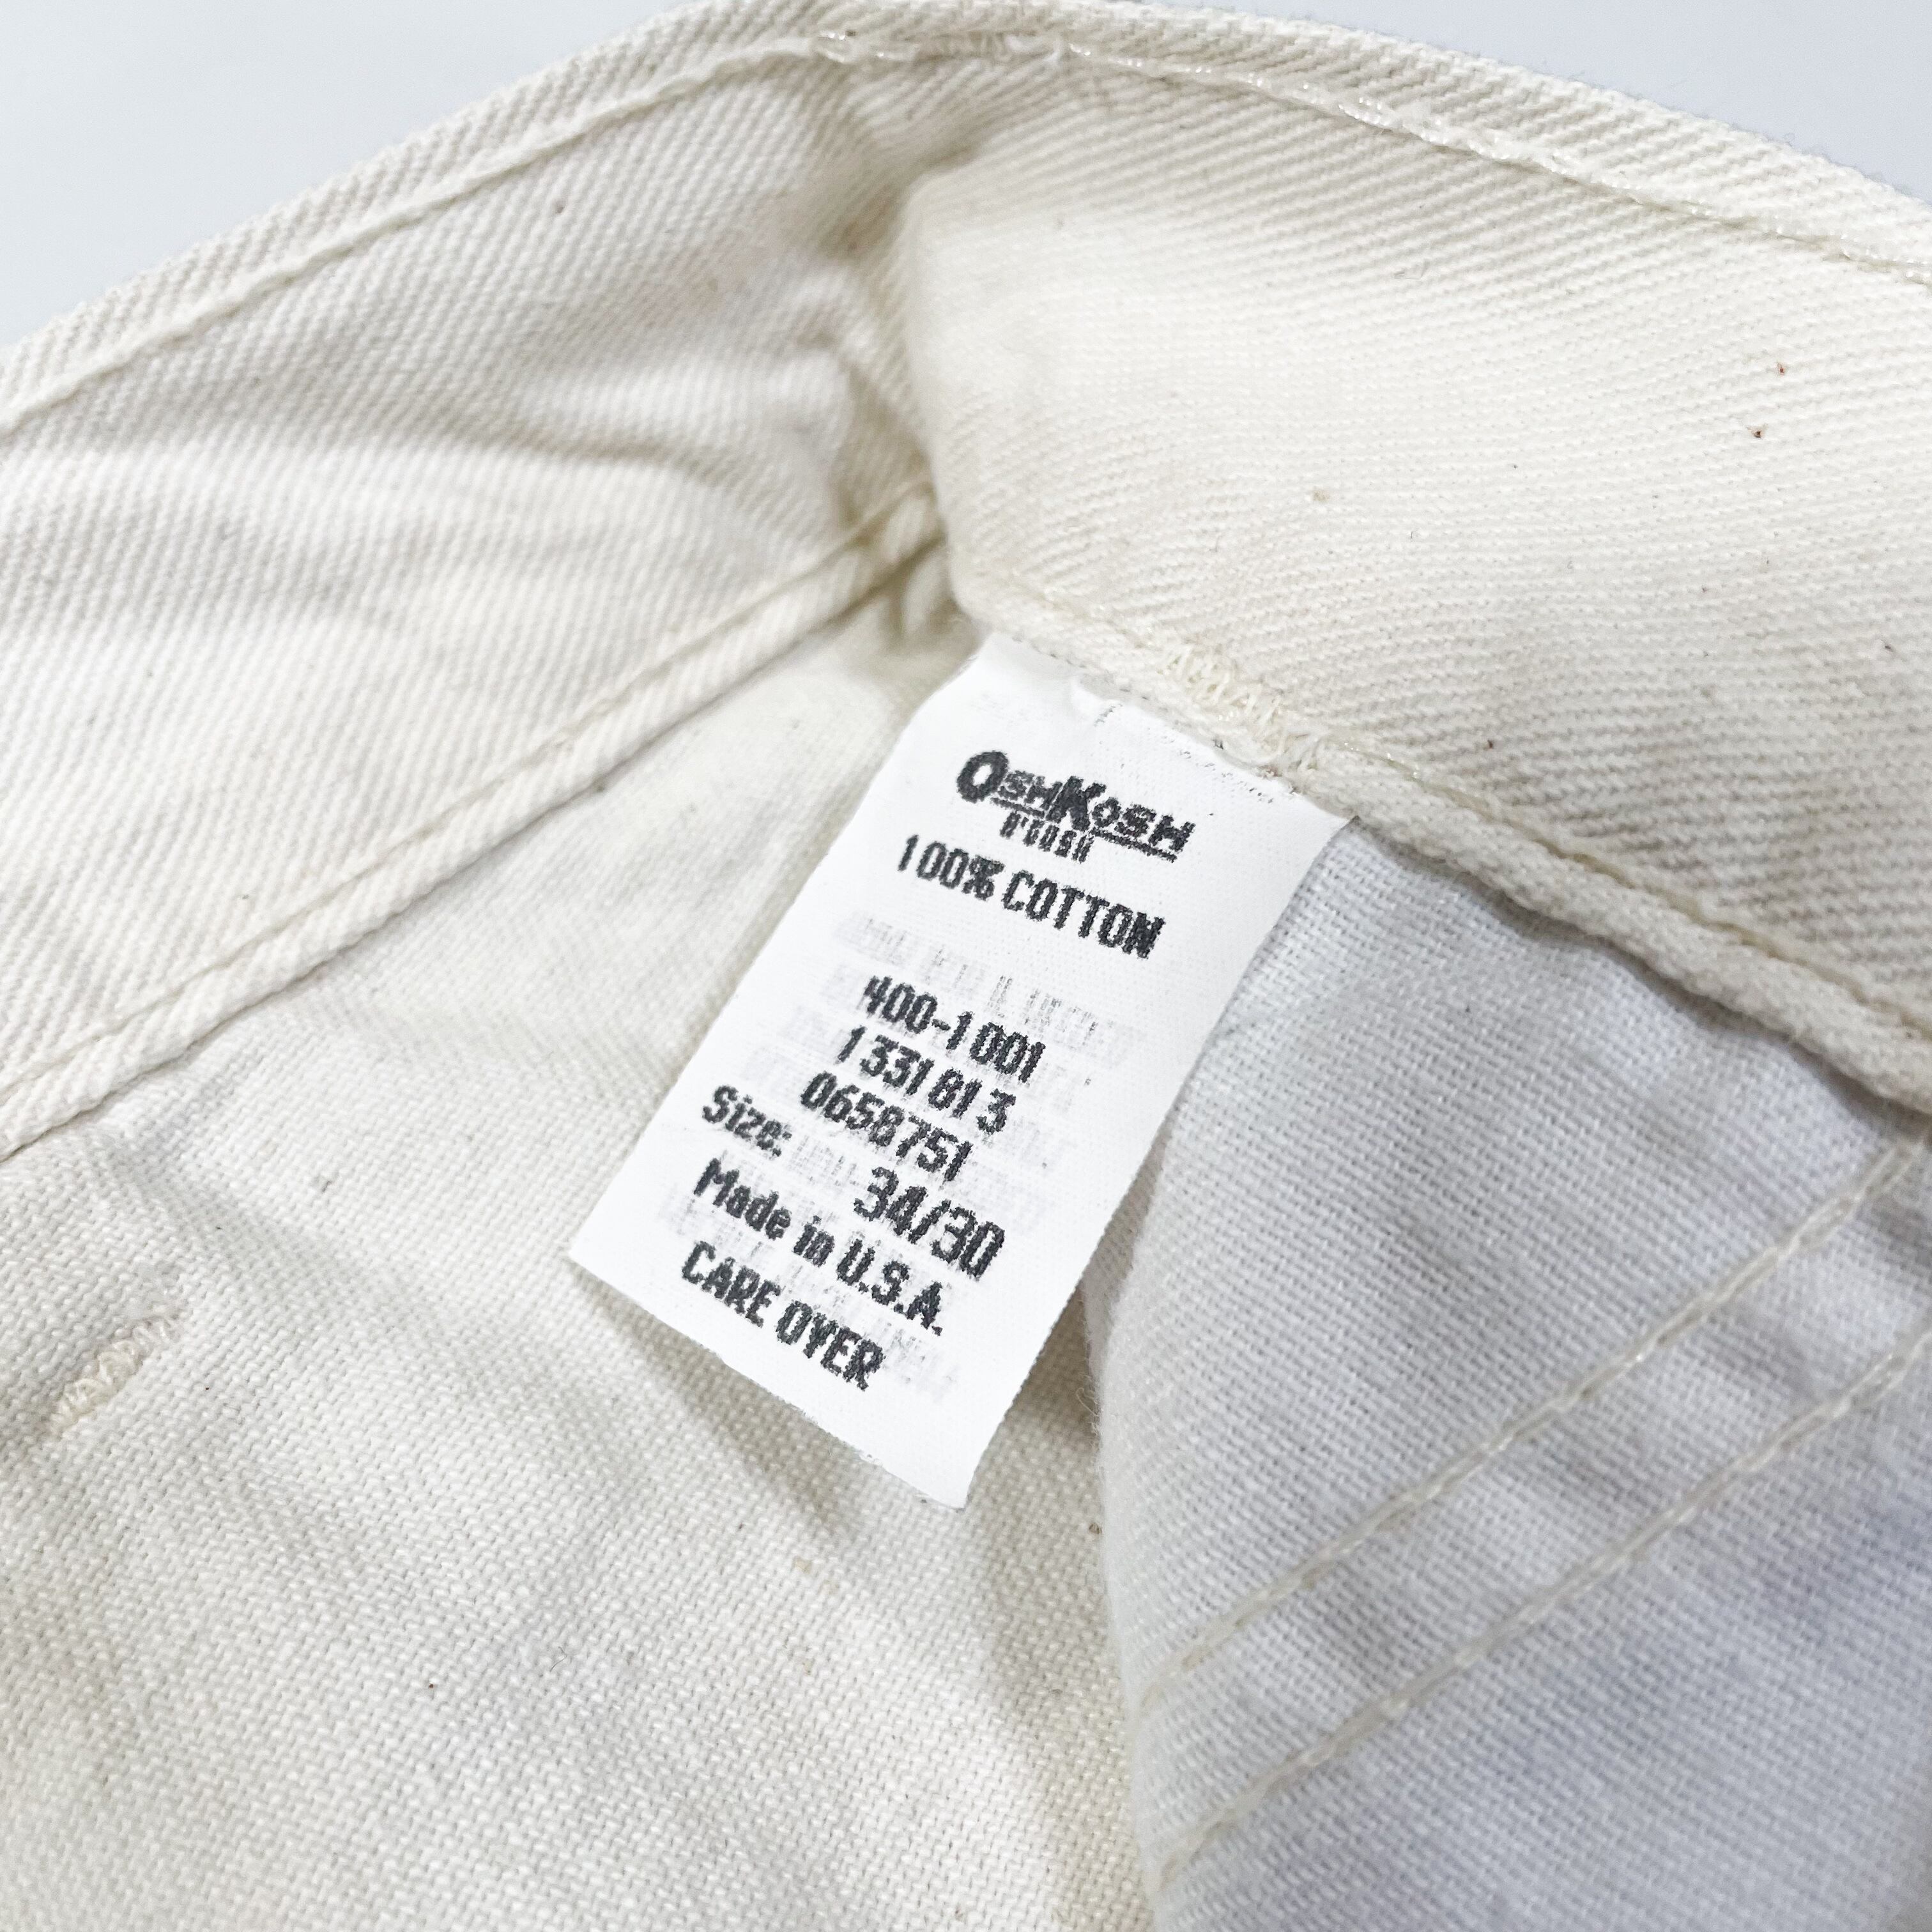 OSHKOSH
B'GOSH
100% COTTON
400-1001
1331813
0658751
Size: 34/30
Made in U.S.A.
CARE OVER